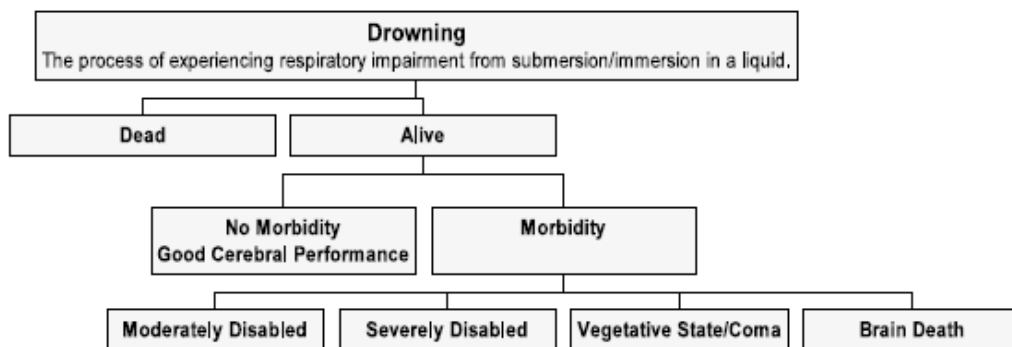 Drowning
The process of experiencing respiratory impairment from submersion/immersion in a liquid.
Dead
Alive
No Morbidity
Good Cerebral Performance
Morbidity
Moderately Disabled
Severely Disabled
Vegetative State/Coma
Brain Death